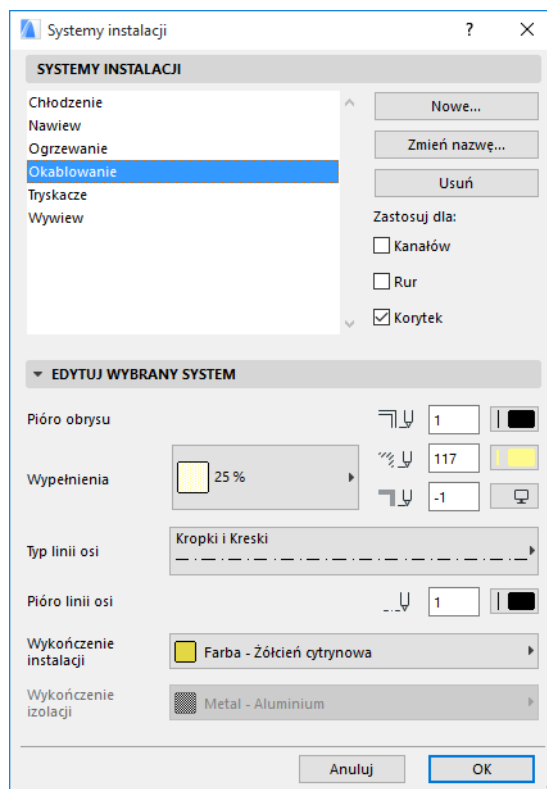 Systemy instalacji
?
SYSTEMY INSTALACJI
Chłodzenie
Nawiew
Ogrzewanie
Okablowanie
Tryskacze
Wywiew
Nowe...
Zmień nazwę...
Usuń
Zastosuj dla:
Kanałów
Rur
Korytek
EDYTUJ WYBRANY SYSTEM
Pióro obrysu
1
Wypełnienia
25 %
117
-1
Typ linii osi
Kropki i Kreski
Pióro linii osi
1
Wykończenie
instalacji
Farba - Żółcień cytrynowa
Wykończenie
izolacji
Metal - Aluminium
Anuluj
OK